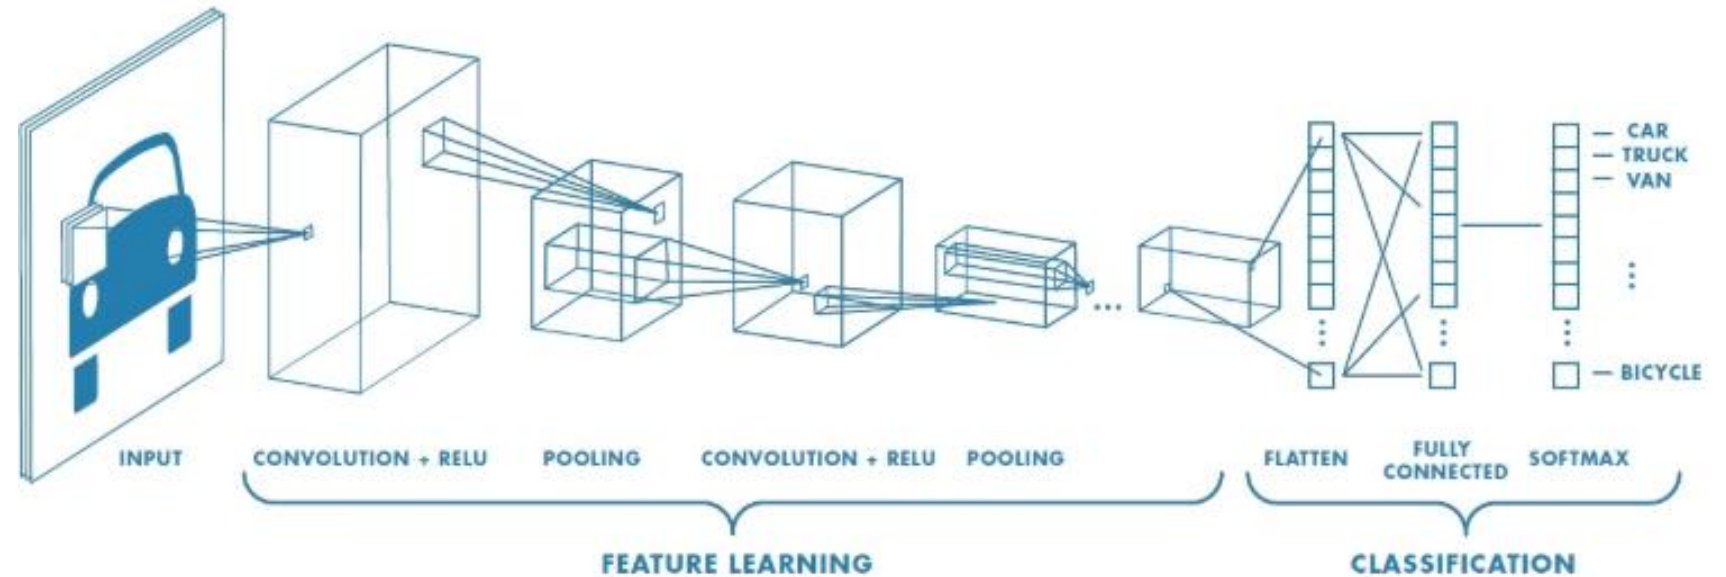 CAR
TRUCK
VAN
BICYCLE
INPUT
CONVOLUTION + RELU
POOLING
CONVOLUTION + RELU
POOLING
FLATTEN
FULLY
CONNECTED
SOFTMAX
FEATURE LEARNING
CLASSIFICATION